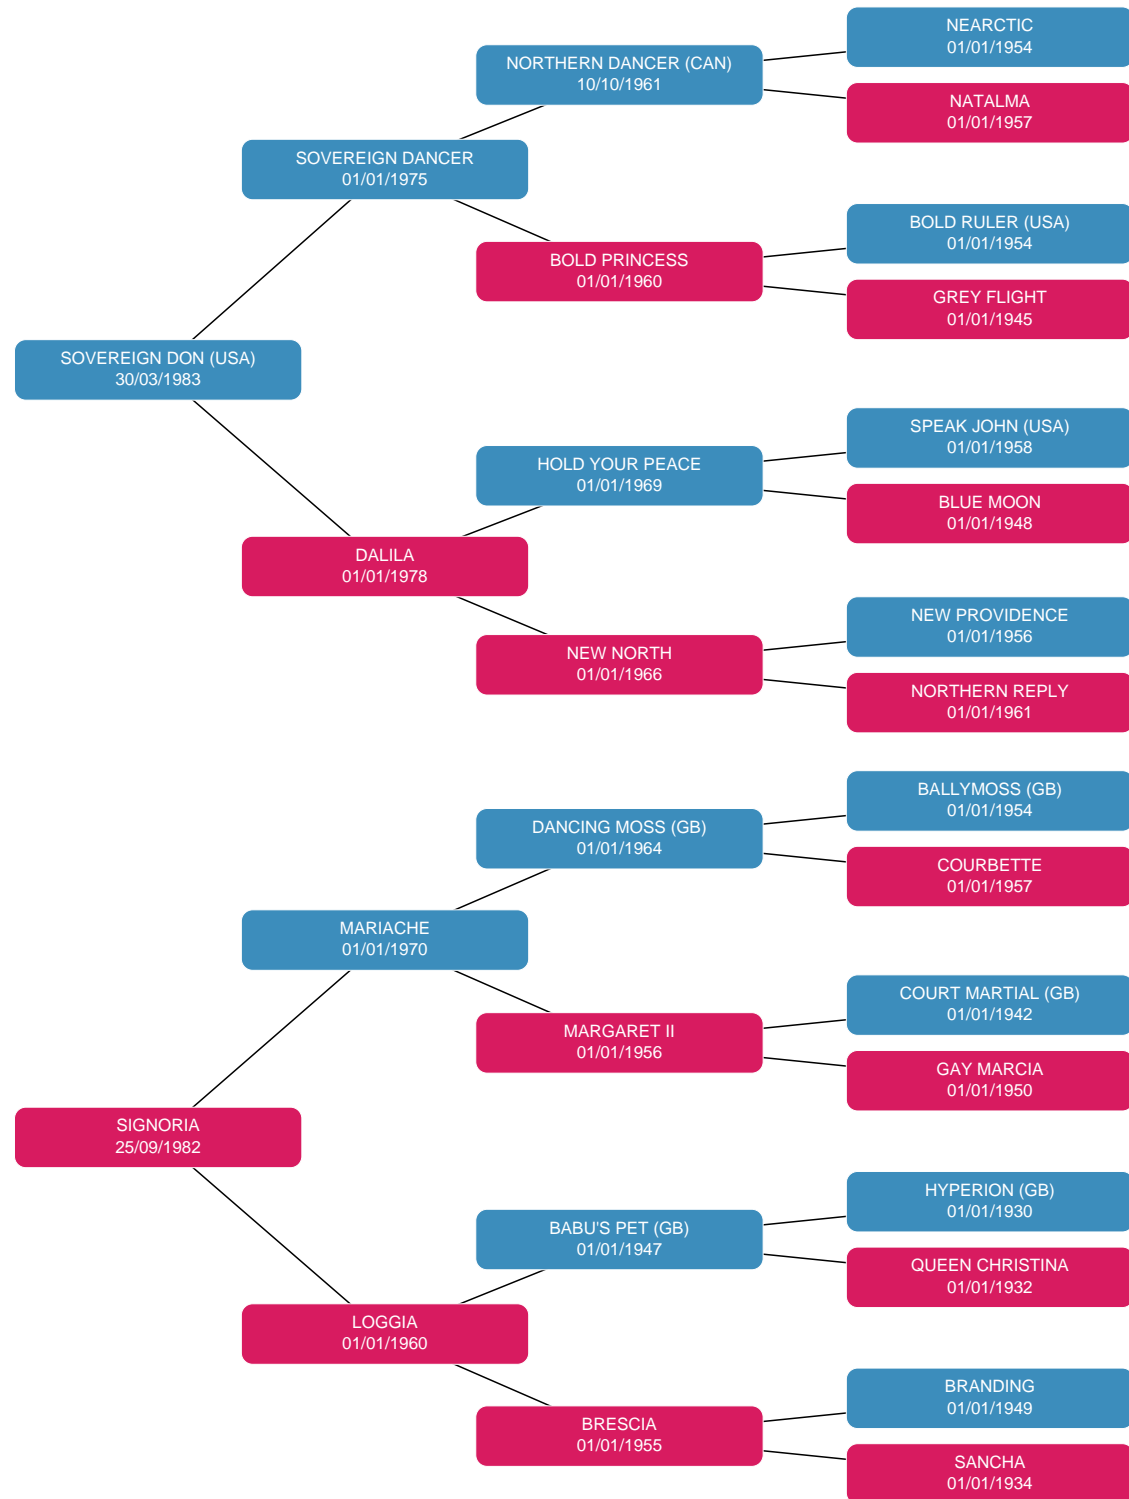 NEARCTIC
01/01/1954
NORTHERN DANCER (CAN)
10/10/1961
NATALMA
01/01/1957
SOVEREIGN DANCER
01/01/1975
BOLD RULER (USA)
01/01/1954
BOLD PRINCESS
01/01/1960
GREY FLIGHT
01/01/1945
SOVEREIGN DON (USA)
30/03/1983
SPEAK JOHN (USA)
01/01/1958
HOLD YOUR PEACE
01/01/1969
BLUE MOON
01/01/1948
DALILA
01/01/1978
NEW PROVIDENCE
01/01/1956
NEW NORTH
01/01/1966
NORTHERN REPLY
01/01/1961
BALLYMOSS (GB)
01/01/1954
DANCING MOSS (GB)
01/01/1964
COURBETTE
01/01/1957
MARIACHE
01/01/1970
COURT MARTIAL (GB)
01/01/1942
MARGARET II
01/01/1956
GAY MARCIA
01/01/1950
SIGNORIA
25/09/1982
HYPERION (GB)
01/01/1930
BABU'S PET (GB)
01/01/1947
QUEEN CHRISTINA
01/01/1932
LOGGIA
01/01/1960
BRANDING
01/01/1949
BRESCIA
01/01/1955
SANCHA
01/01/1934